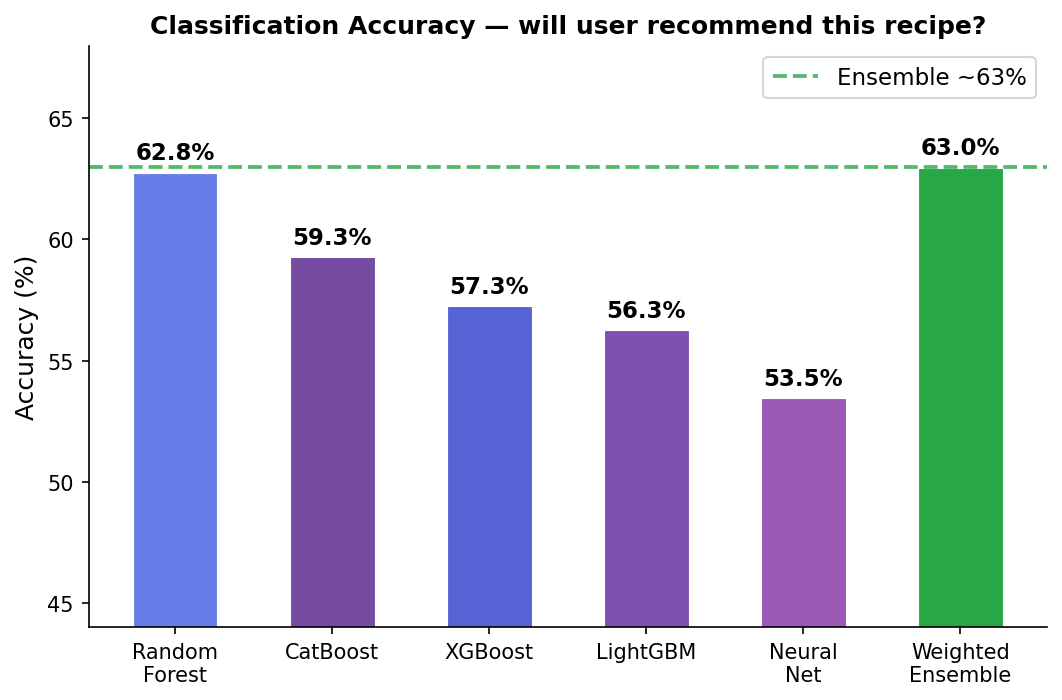 Classification Accuracy — will user recommend this recipe?
Ensemble ~63%
Accuracy (%)
65
60
55
50
45
62.8%
59.3%
57.3%
56.3%
53.5%
63.0%
Random
Forest
CatBoost
XGBoost
LightGBM
Neural
Net
Weighted
Ensemble